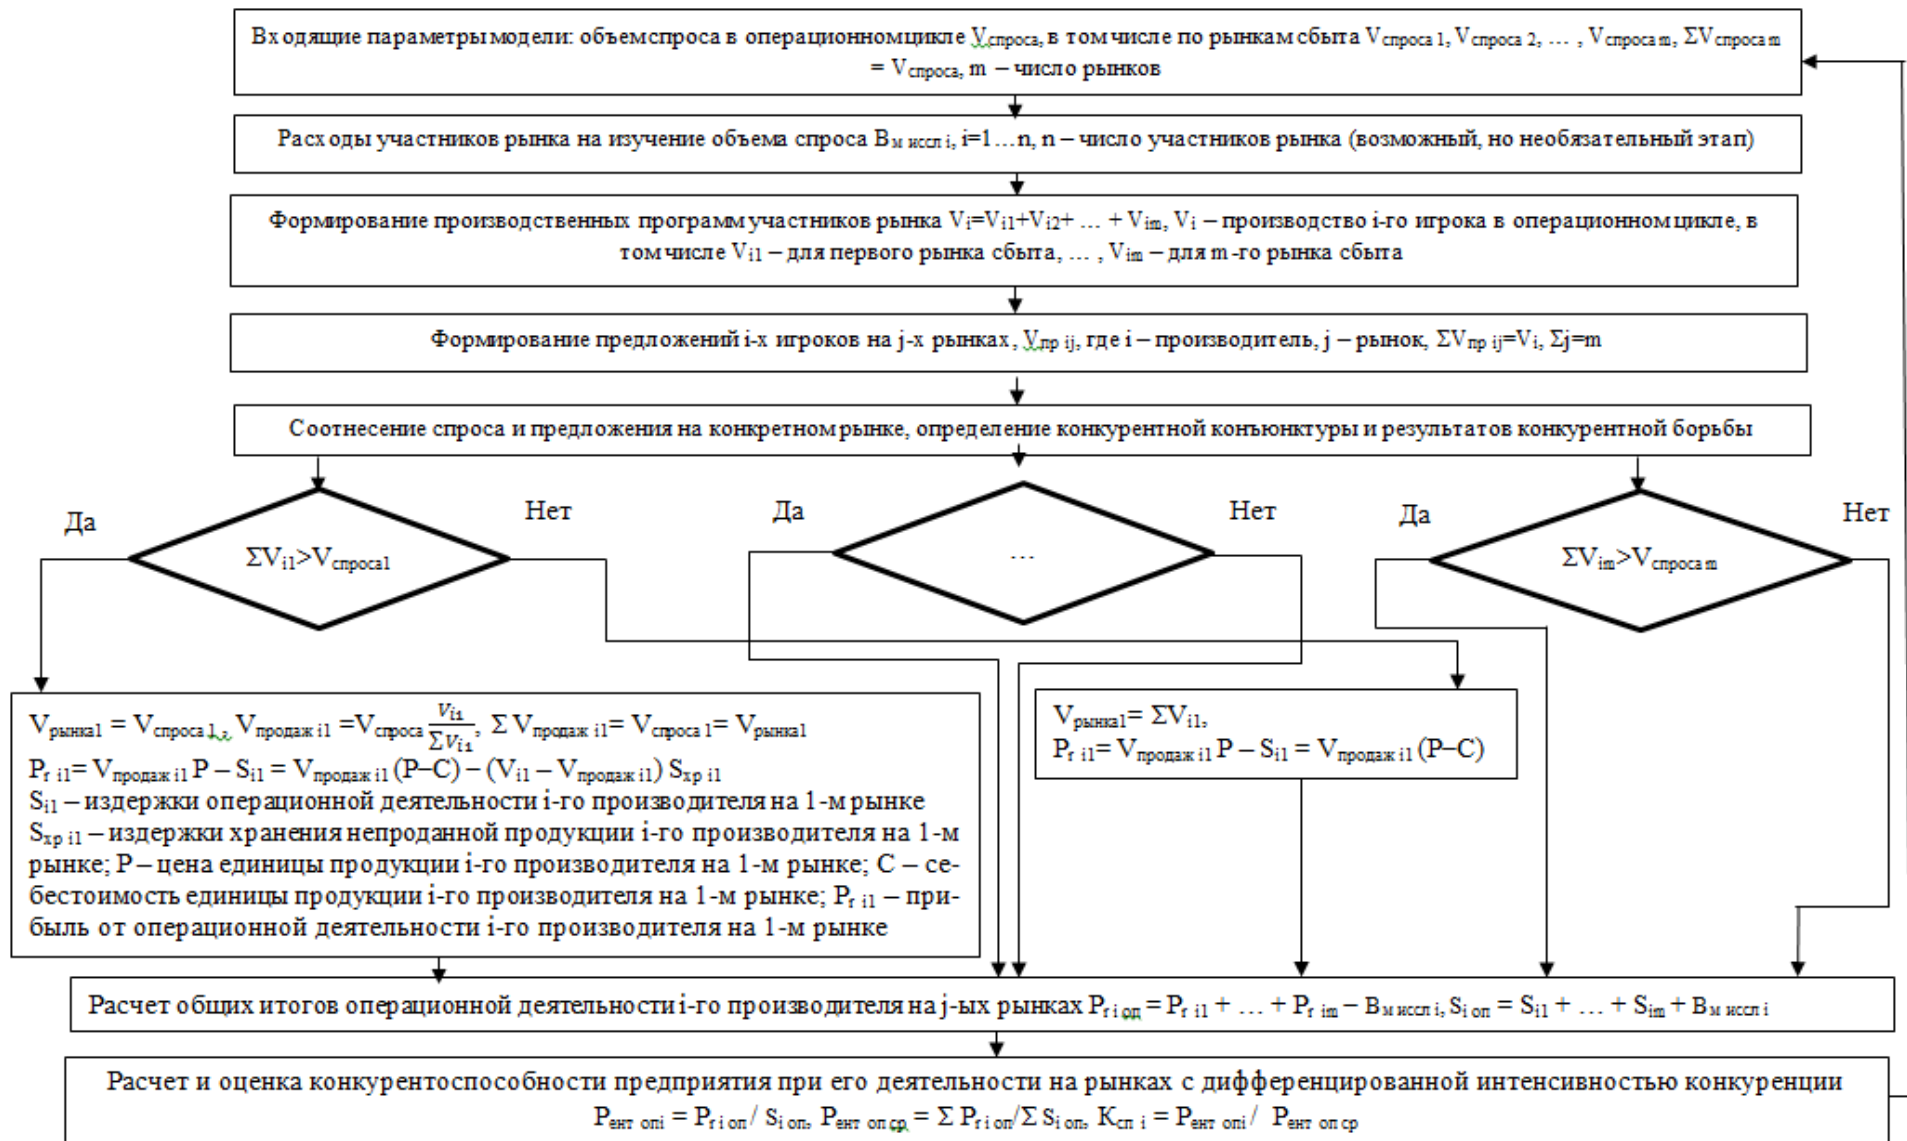 Входящие параметры модели: объем спроса в операционном цикле Vспроса, в том числе по рынкам сбыта Vспроса 1, Vспроса 2, … , Vспроса m, ΣVспроса m
= Vспроса, m – число рынков
Расходы участников рынка на изучение объема спроса Вм иссл i, i=1…n, n – число участников рынка (возможный, но необязательный этап)
Формирование производственных программ участников рынка Vi=Vi1+Vi2+ … + Vim, Vi – производство i-го игрока в операционном цикле, в
том числе Vi1 – для первого рынка сбыта, … , Vim – для m-го рынка сбыта
Формирование предложений i-х игроков на j-х рынках, Vпр ij, где i – производитель, j – рынок, ΣVпр ij=Vi, Σj=m
Соотнесение спроса и предложения на конкретном рынке, определение конкурентной конъюнктуры и результатов конкурентной борьбы
Да
Нет
Да
Нет
Да
Нет
ΣVi1>Vспроса1
…
ΣVim>Vспроса m
Vрынка1 = Vспроса 1 , Vпродаж i1 =Vспроса Vi1/ΣVi1, Σ Vпродаж i1= Vспроса 1= Vрынка1
Pr i1= Vпродаж i1 P – Si1 = Vпродаж i1 (P–C) – (Vi1 – Vпродаж i1) Sхр i1
Si1 – издержки операционной деятельности i-го производителя на 1-м рынке
Sхр i1 – издержки хранения непроданной продукции i-го производителя на 1-м
рынке; P – цена единицы продукции i-го производителя на 1-м рынке; C – се-
бестоимость единицы продукции i-го производителя на 1-м рынке; Pr i1 – при-
быль от операционной деятельности i-го производителя на 1-м рынке
Vрынка1= ΣVi1,
Pr i1= Vпродаж i1 P – Si1 = Vпродаж i1 (P–C)
Расчет общих итогов операционной деятельности i-го производителя на j-ых рынках Pr i оп = Pr i1 + … + Pr im – Вм иссл i, Si оп = Si1 + … + Sim + Вм иссл i
Расчет и оценка конкурентоспособности предприятия при его деятельности на рынках с дифференцированной интенсивностью конкуренции
Рент опi = Pr i оп / Si оп, Рент оп ср = Σ Pr i оп/Σ Si оп, Ксп i = Рент опi / Рент оп ср